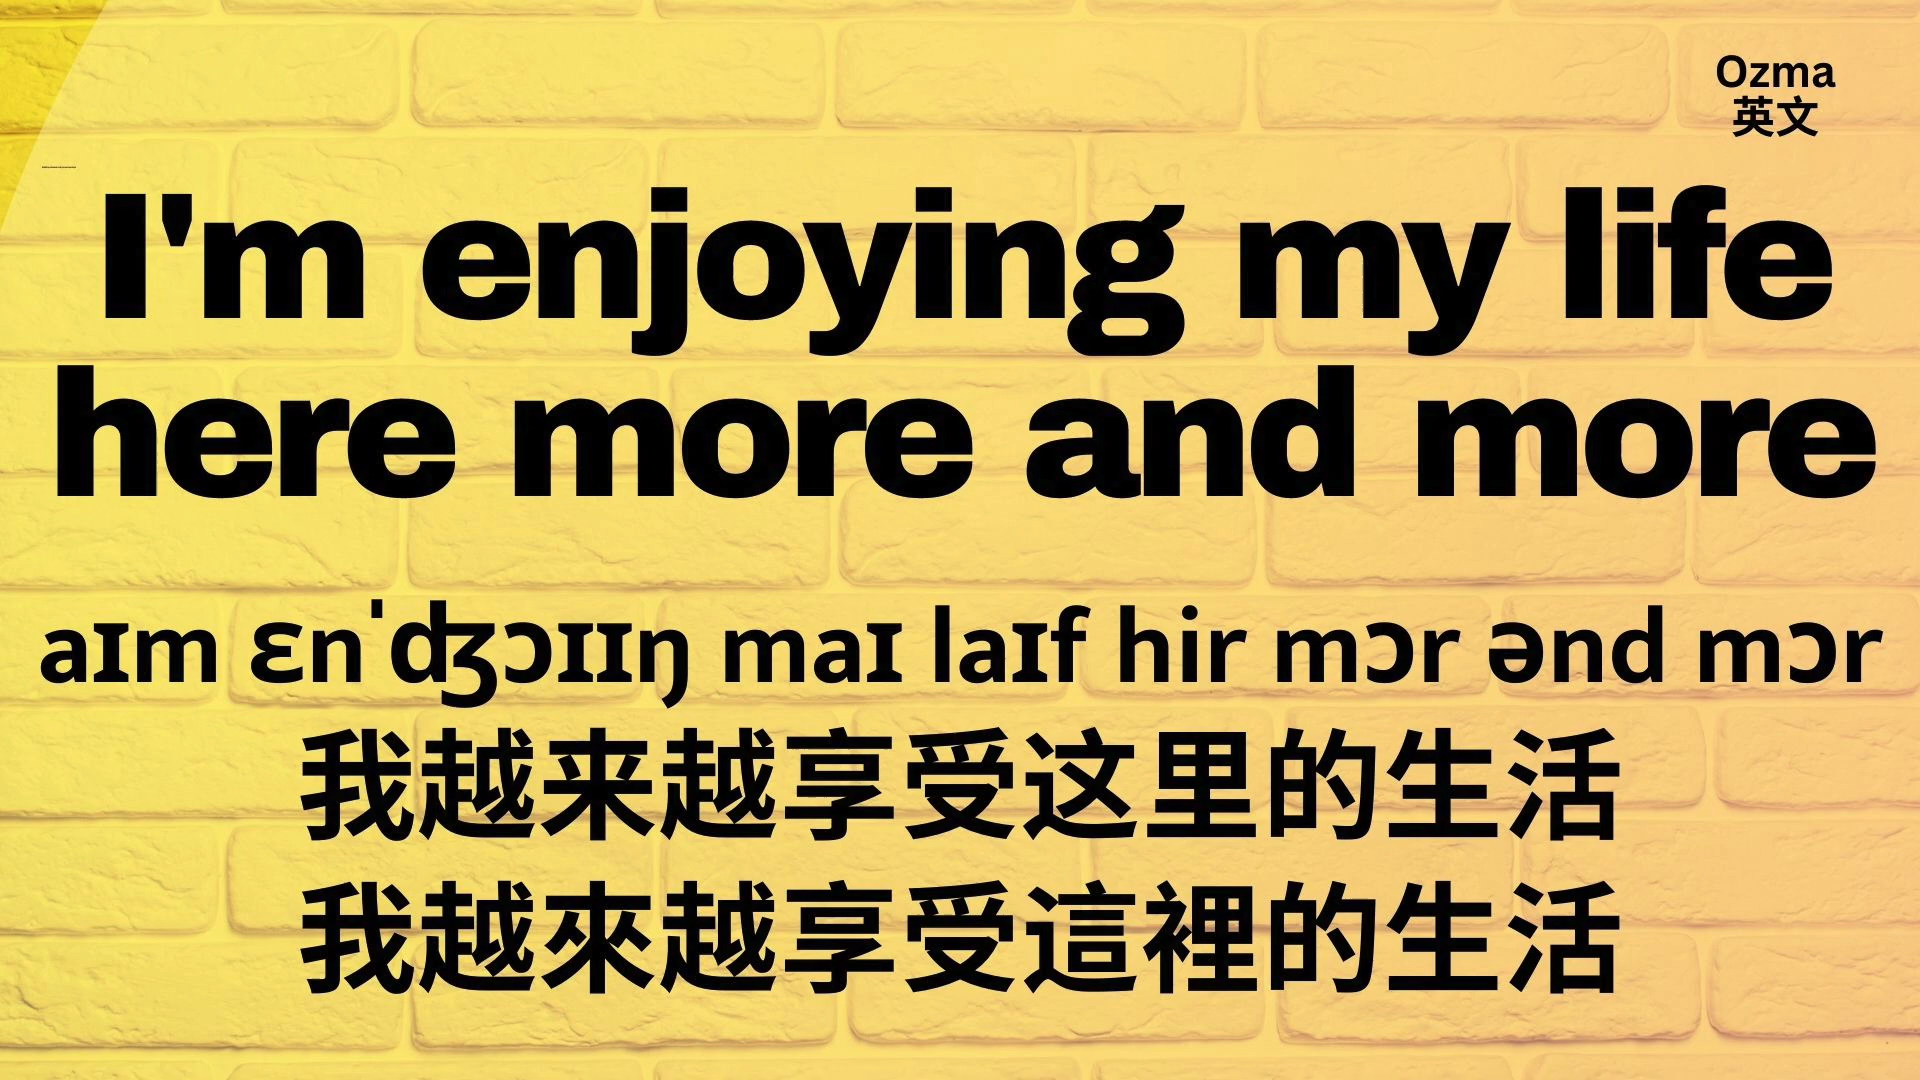 Ozma
英文
I'm enjoying my life
here more and more
aɪm ɛnˈʤɔɪɪŋ maɪ laɪf hir mɔr ənd mɔr
我越来越享受这里的生活
我越來越享受這裡的生活